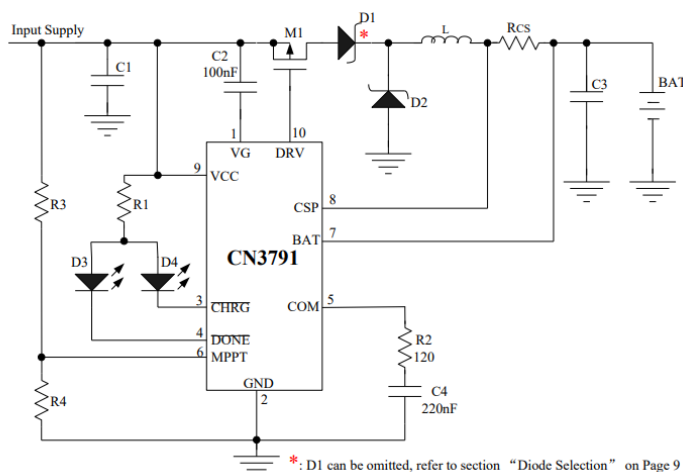 D1
*
Input Supply
M1
L
RCS
C2
100nF
C1
C3
BAT
D2
1
10
VG
DRV
9
VCC
R3
R1
CSP
8
BAT
7
CN3791
D3
D4
3
CHRG
COM
5
4
DONE
6
MPPT
R2
120
R4
GND
2
C4
220nF
*: D1 can be omitted, refer to section “Diode Selection” on Page 9